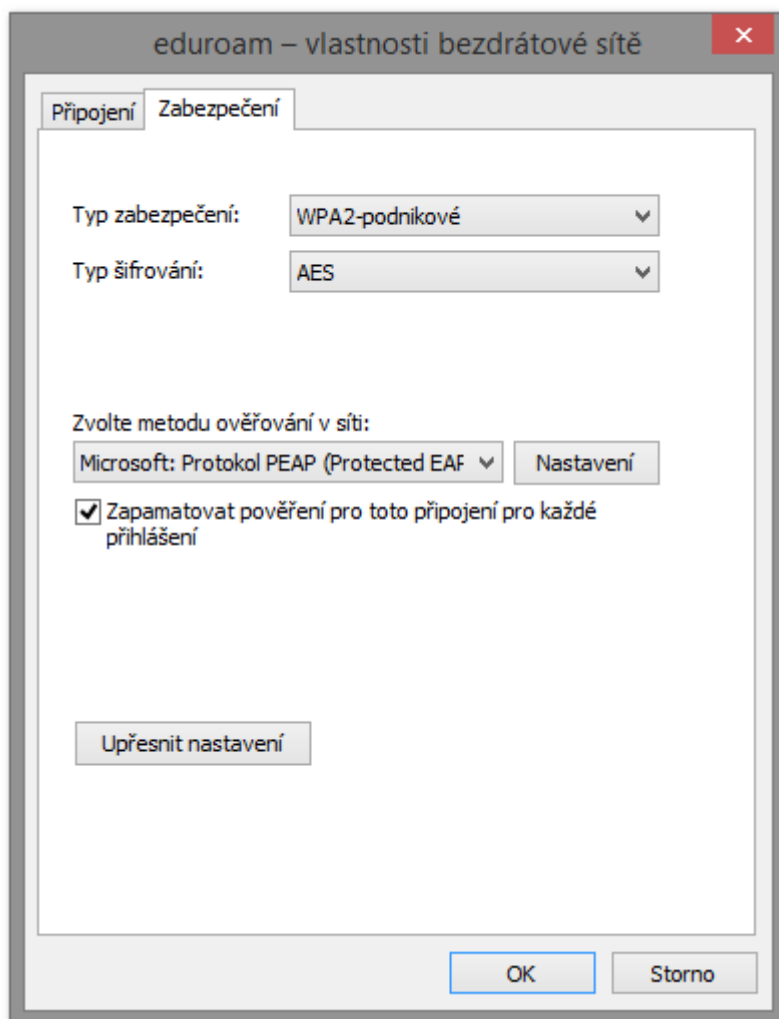 eduroam – vlastnosti bezdrátové sítě
Připojení
Zabezpečení
Typ zabezpečení:
WPA2-podnikové
Typ šifrování:
AES
Zvolte metodu ověřování v síti:
Microsoft: Protokol PEAP (Protected EAP
Nastavení
Zapamatovat pověření pro toto připojení pro každé
přihlášení
Upřesnit nastavení
OK
Storno